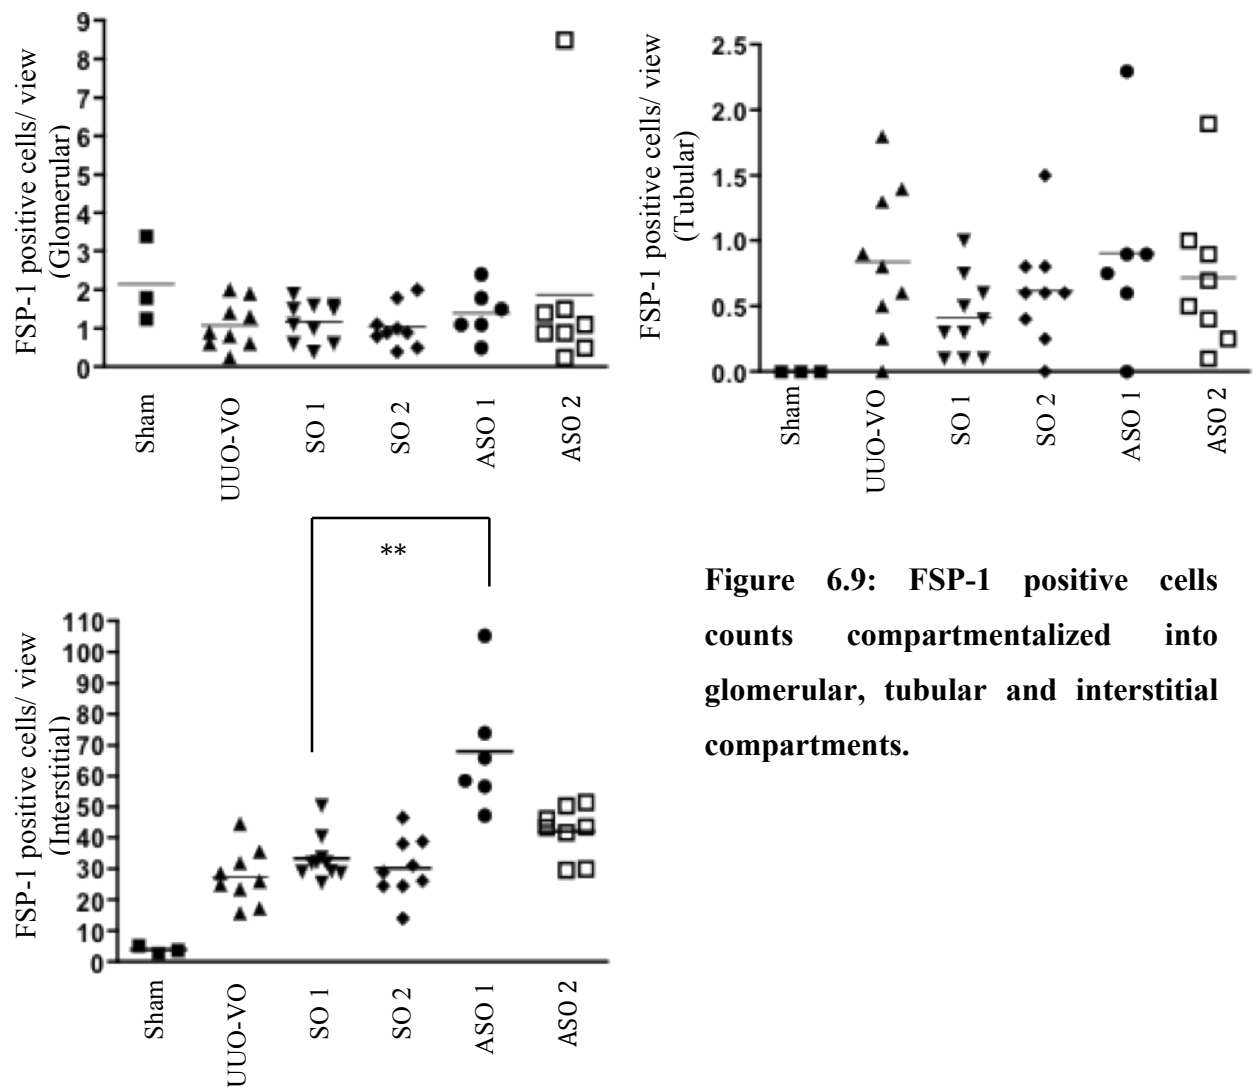 FSP-1 positive cells/ view
(Glomerular)
9
8
7
6
5
4
3
2
1
0
Sham
UUO-VO
SO 1
SO 2
ASO 1
ASO 2
FSP-1 positive cells/ view
(Tubular)
2.5
2.0
1.5
1.0
0.5
0.0
Sham
UUO-VO
SO 1
SO 2
ASO 1
ASO 2
FSP-1 positive cells/ view
(Interstitial)
110
100
90
80
70
60
50
40
30
20
10
0
**
Sham
UUO-VO
SO 1
SO 2
ASO 1
ASO 2
Figure 6.9: FSP-1 positive cells
counts compartmentalized into
glomerular, tubular and interstitial
compartments.